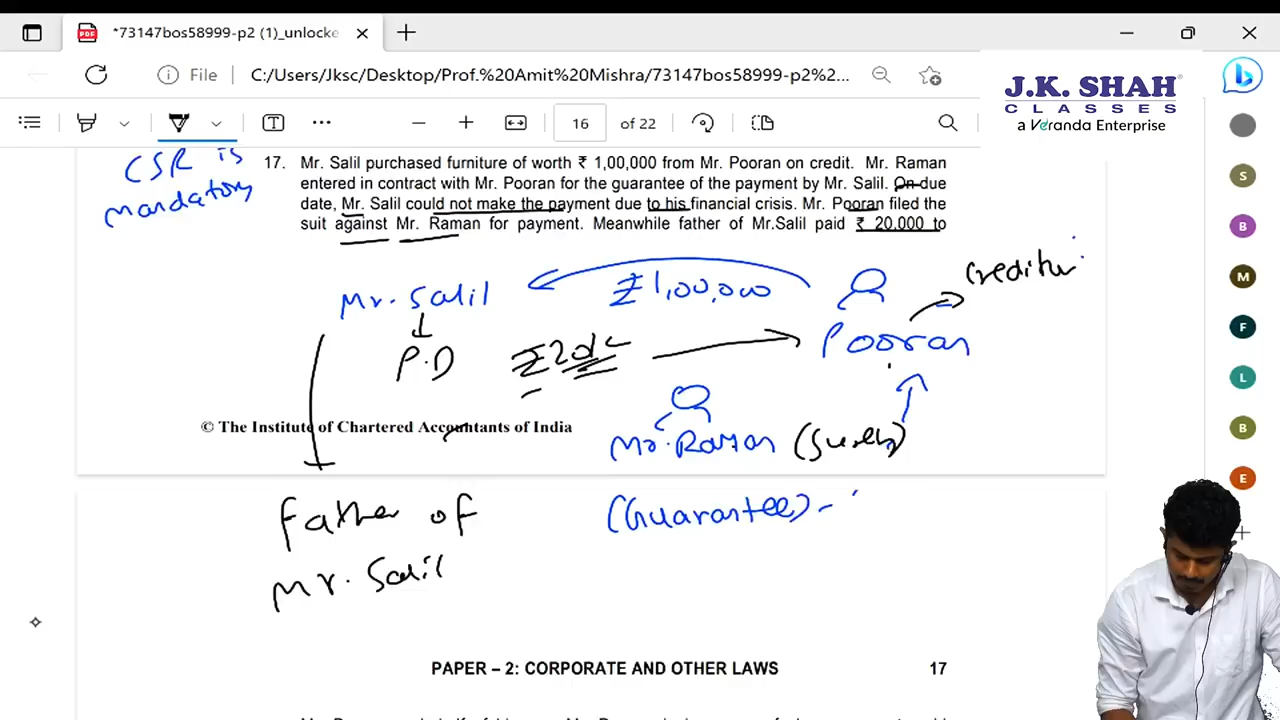 *73147bos58999-p2 (1)_unlocke
File
C:/Users/Jksc/Desktop/Prof.%20Amit%20Mishra/73147bos58999-p2%2...
J.K. SHAH
CLASSES
a Veranda Enterprise
16 of 22
CSR is
mandatory
17. Mr. Salil purchased furniture of worth ₹ 1,00,000 from Mr. Pooran on credit. Mr. Raman
entered in contract with Mr. Pooran for the guarantee of the payment by Mr. Salil. On due
date, Mr. Salil could not make the payment due to his financial crisis. Mr. Pooran filed the
suit against Mr. Raman for payment. Meanwhile father of Mr.Salil paid ₹ 20,000 to
Creditor
Mr. Salil
₹ 1,00,000
Pooran
P.D
© The Institute of Chartered Accountants of India
Mr. Raman (Surety)
Father of
Mr. Salil
(Guarantee)
PAPER – 2: CORPORATE AND OTHER LAWS 17
S
B
M
F
L
B
E